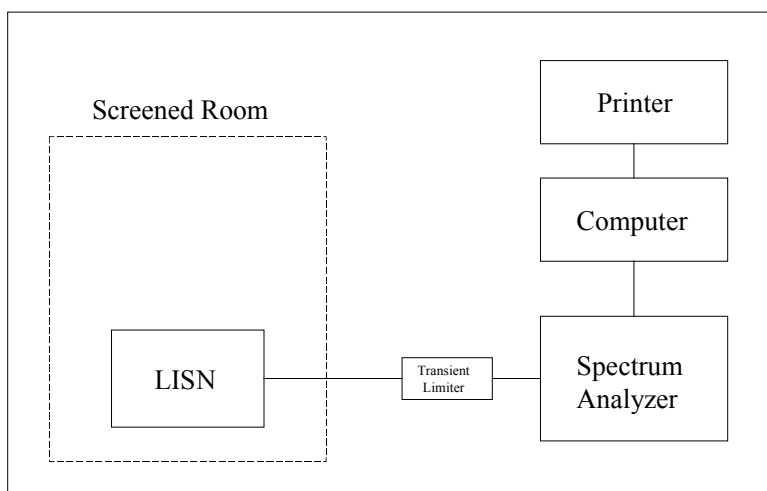 Screened Room
Printer
Computer
LISN
Transient
Limiter
Spectrum
Analyzer